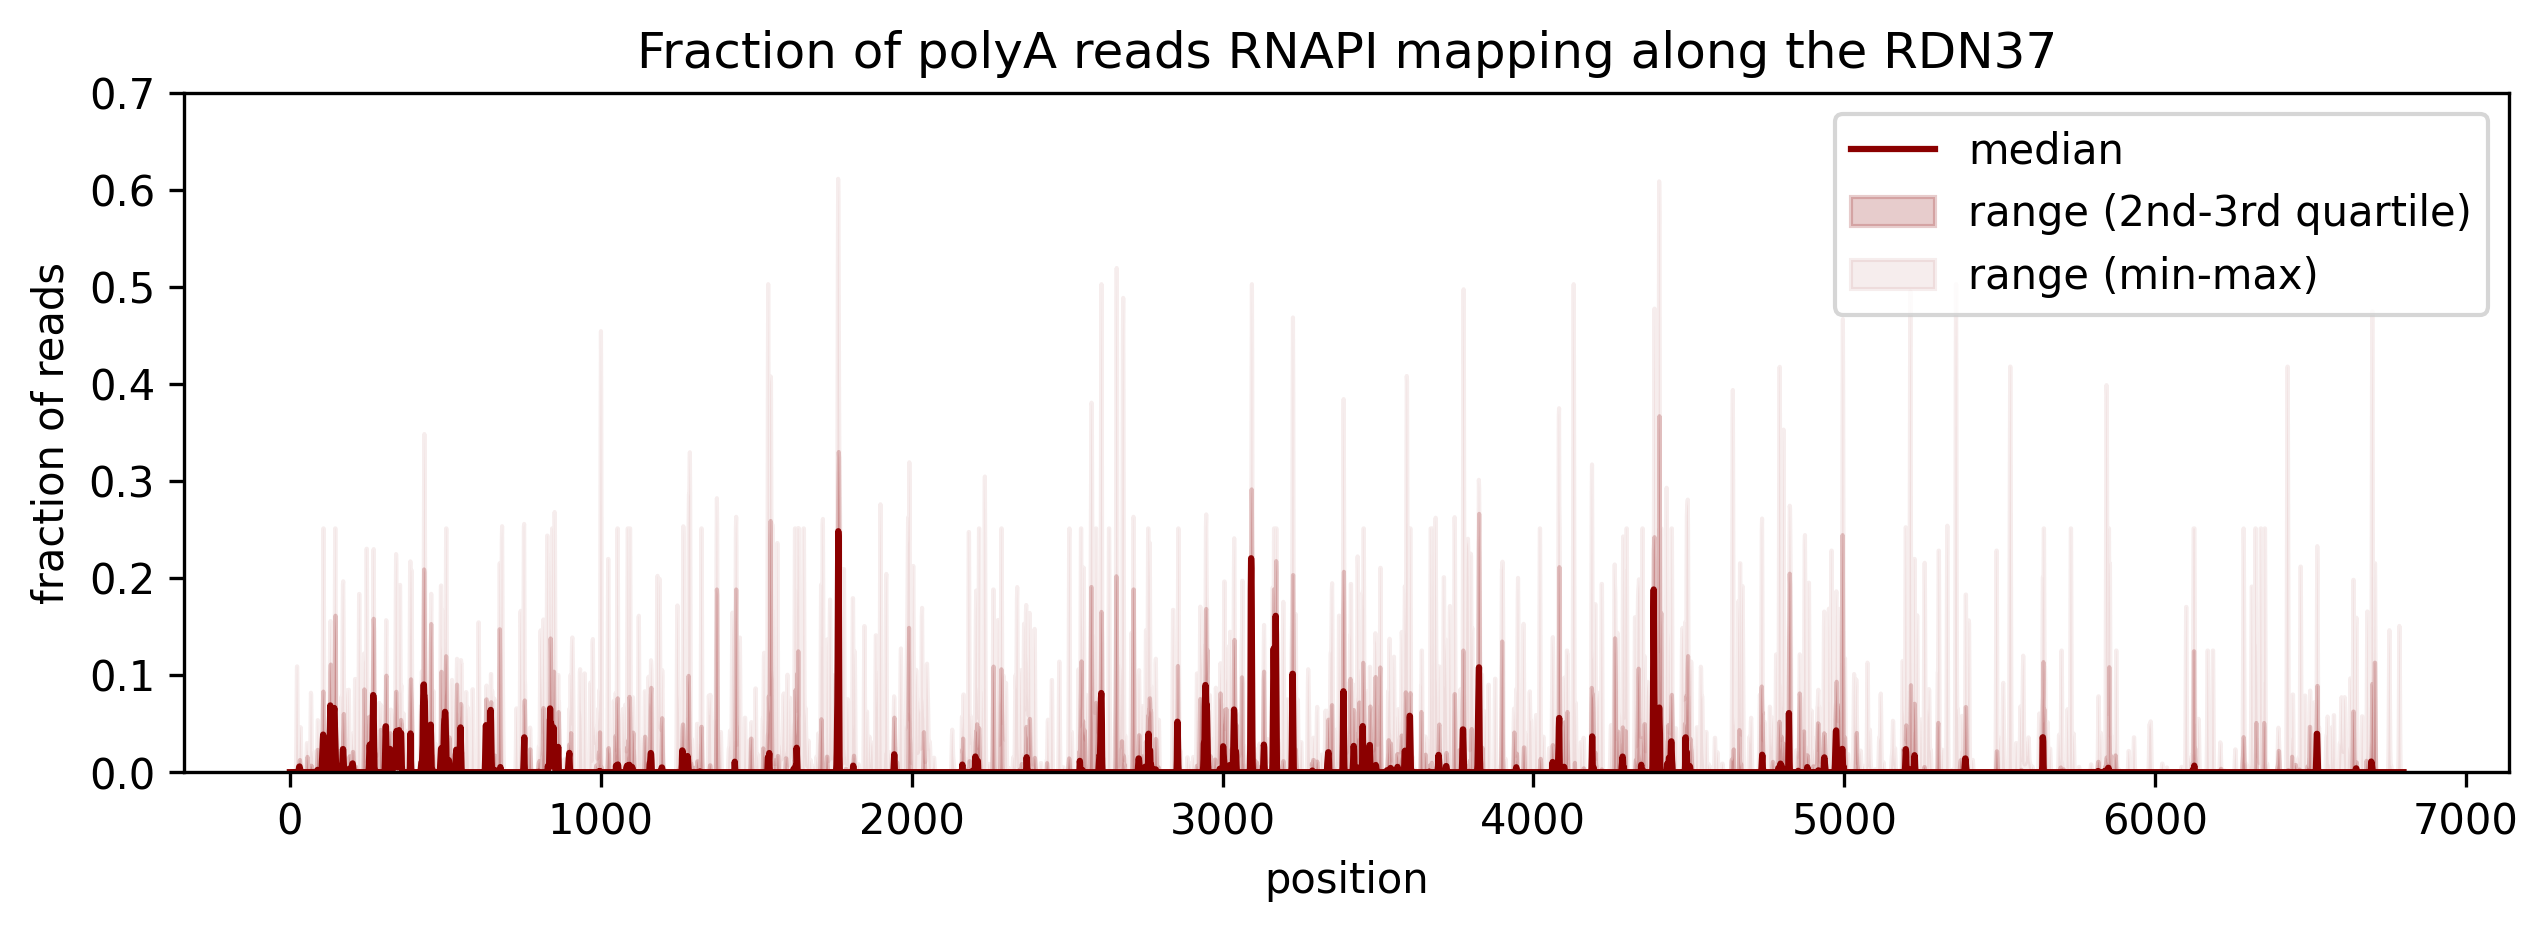 Fraction of polyA reads RNAPI mapping along the RDN37
0.7
0.6
0.5
0.4
0.3
0.2
0.1
0.0
fraction of reads
median
range (2nd-3rd quartile)
range (min-max)
0 1000 2000 3000 4000 5000 6000 7000
position